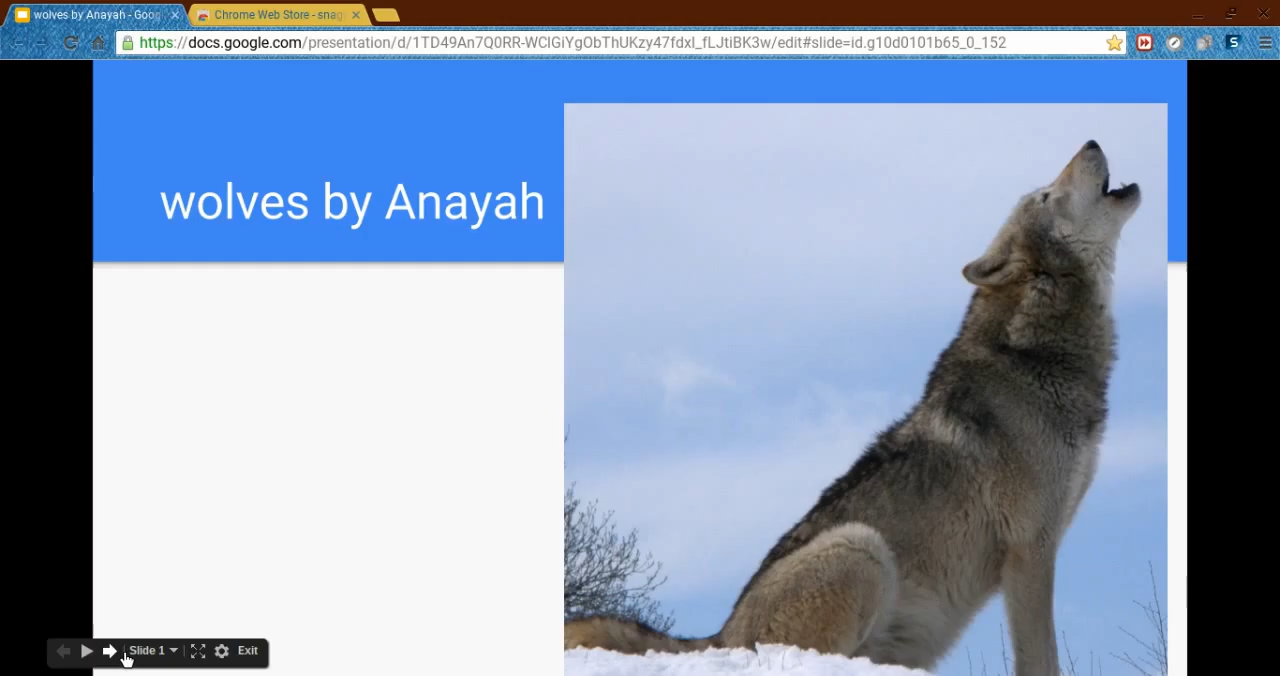 wolves by Anayah - Goog
Chrome Web Store - snag
https://docs.google.com/presentation/d/1TD49An7Q0RR-WCIGiYgObThUKzy47fdxI_fLJtiBK3w/edit#slide=id.g10d0101b65_0_152
S
wolves by Anayah
Slide 1
Exit